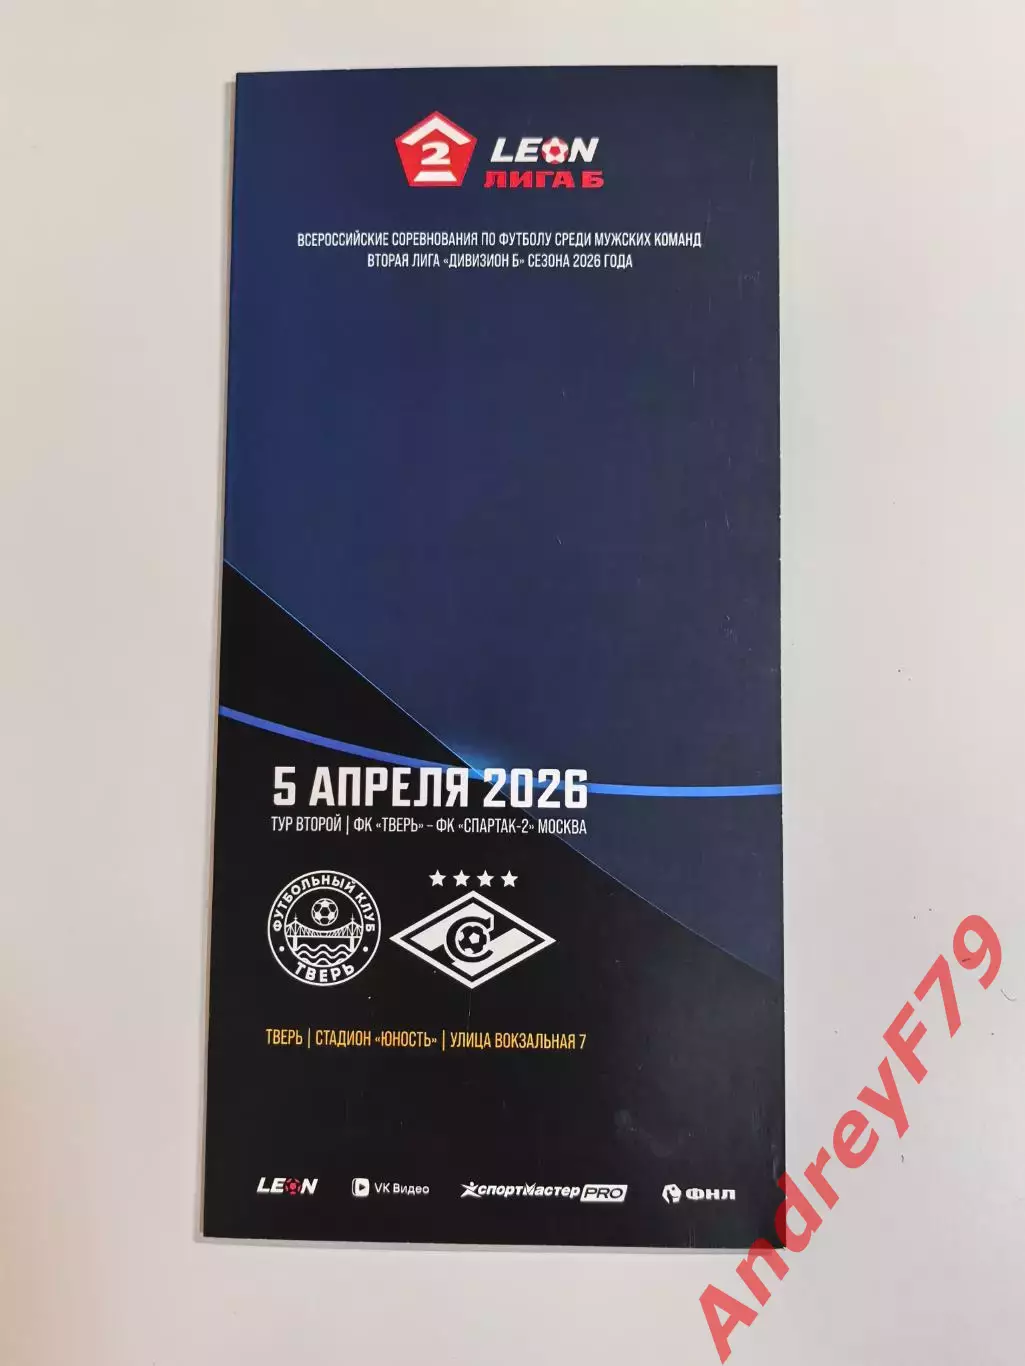 2
LEON
ЛИГА Б
ВСЕРОССИЙСКИЕ СОРЕВНОВАНИЯ ПО ФУТБОЛУ СРЕДИ МУЖСКИХ КОМАНД
ВТОРАЯ ЛИГА «ДИВИЗИОН Б» СЕЗОНА 2026 ГОДА
5 АПРЕЛЯ 2026
ТУР ВТОРОЙ | ФК «ТВЕРЬ» – ФК «СПАРТАК-2» МОСКВА
ФУТБОЛЬНЫЙ КЛУБ
ТВЕРЬ
С
ТВЕРЬ | СТАДИОН «ЮНОСТЬ» | УЛИЦА ВОКЗАЛЬНАЯ 7
LEON VK Видео СПОРТМАСТЕР PRO ФНЛ
AndreyF79